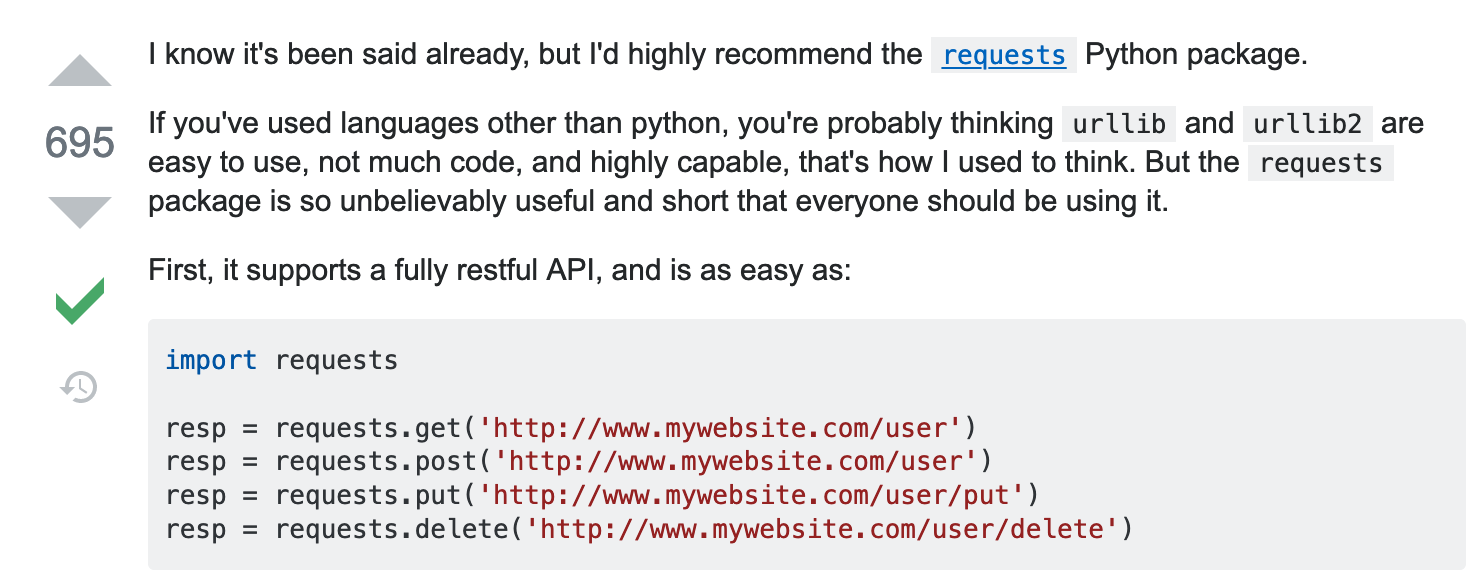 I know it's been said already, but I'd highly recommend the requests Python package.
695
If you've used languages other than python, you're probably thinking urllib and urllib2 are
easy to use, not much code, and highly capable, that's how I used to think. But the requests
package is so unbelievably useful and short that everyone should be using it.
First, it supports a fully restful API, and is as easy as:
import requests
resp = requests.get('http://www.mywebsite.com/user')
resp = requests.post('http://www.mywebsite.com/user')
resp = requests.put('http://www.mywebsite.com/user/put')
resp = requests.delete('http://www.mywebsite.com/user/delete')